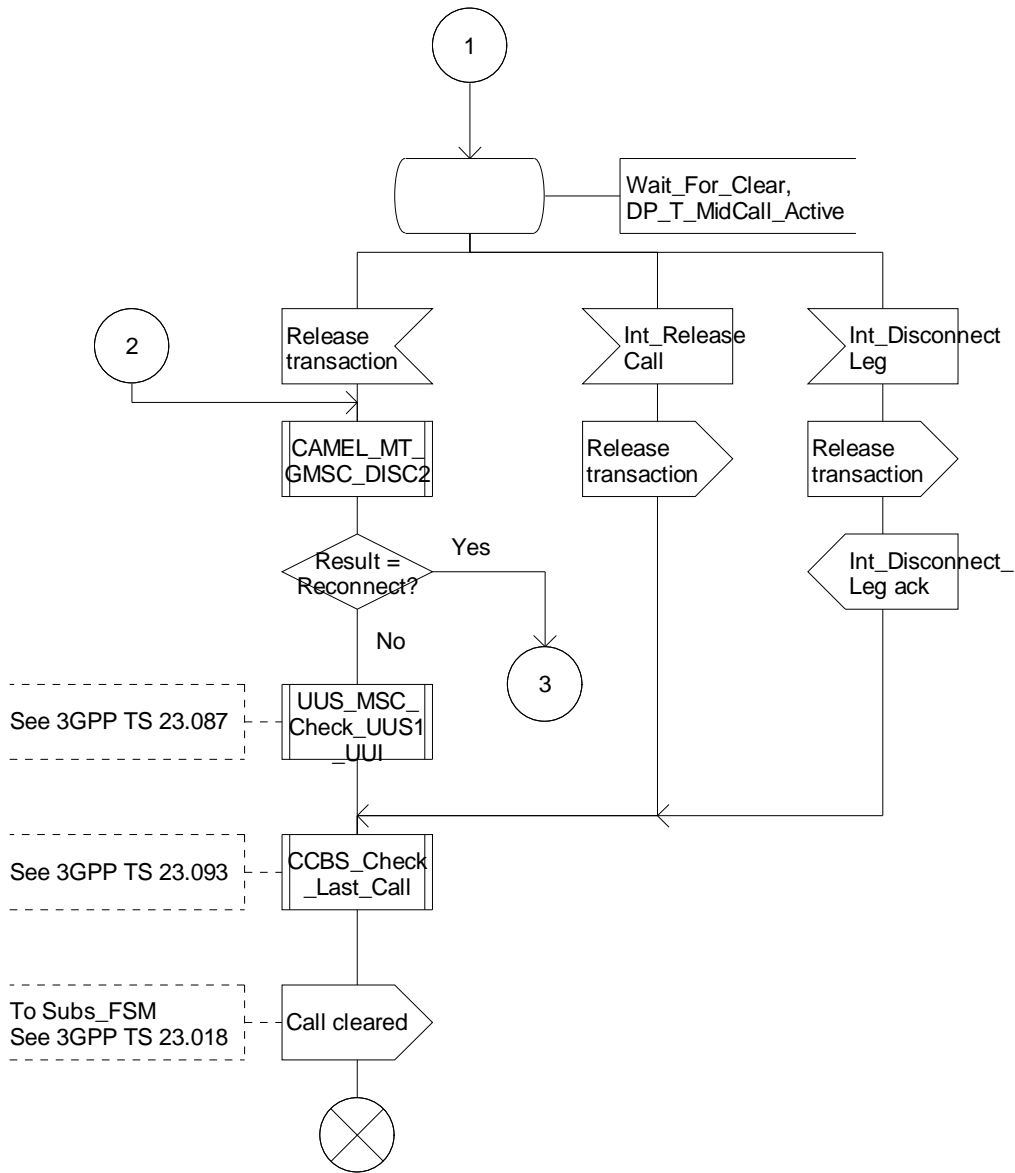 1
Wait_For_Clear,
DP_T_MidCall_Active
Release
transaction
Int_Release
Call
Int_Disconnect
Leg
2
CAMEL_MT_
GMSC_DISC2
Release
transaction
Release
transaction
Result =
Reconnect?
Yes
Int_Disconnect_
Leg ack
No
3
See 3GPP TS 23.087
UUS_MSC_
Check_UUS1
_UUI
See 3GPP TS 23.093
CCBS_Check
_Last_Call
To Subs_FSM
See 3GPP TS 23.018
Call cleared